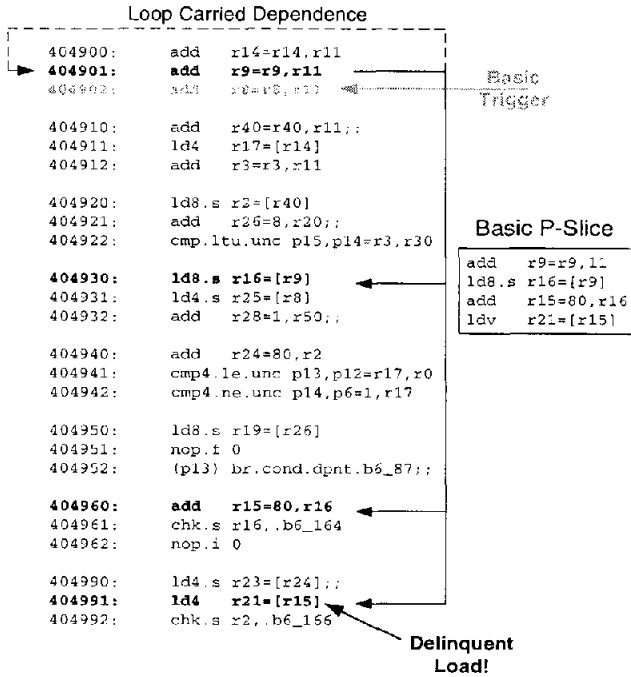 Loop Carried Dependence
404900: add r14=r14,r11
404901: add r9=r9,r11
404902: add r8=r8,r11
Basic
Trigger
404910: add r40=r40,r11;;
404911: ld4 r17=[r14]
404912: add r3=r3,r11
404920: ld8.s r2=[r40]
404921: add r26=8,r20;;
404922: cmp.ltu.unc p15,p14=r3,r30
404930: ld8.s r16=[r9]
404931: ld4.s r25=[r8]
404932: add r28=1,r50;;
404940: add r24=80,r2
404941: cmp4.le.unc p13,p12=r17,r0
404942: cmp4.ne.unc p14,p6=1,r17
404950: ld8.s r19=[r26]
404951: nop.i 0
404952: (p13) br.cond.dpnt.b6_87;;
404960: add r15=80,r16
404961: chk.s r16,.b6_164
404962: nop.i 0
404990: ld4.s r23=[r24];;
404991: ld4 r21=[r15]
404992: chk.s r2,.b6_166
Delinquent
Load!
Basic P-Slice
add r9=r9,11
ld8.s r16=[r9]
add r15=80,r16
ldv r21=[r15]